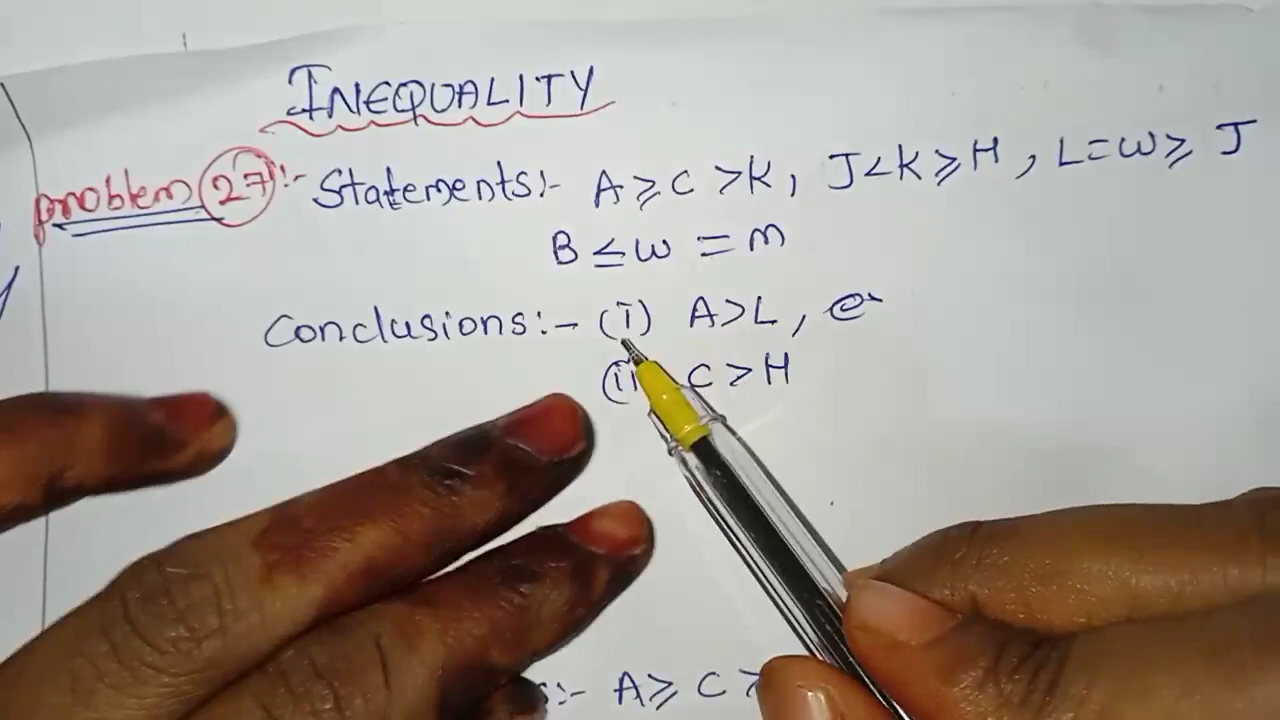 INEQUALITY
problem 27:- Statements:- A ≥ C > K, J < K ≥ H, L = W ≥ J
B ≤ W = M
Conclusions:- (i) A > L,
(ii) C > H
:- A ≥ C >